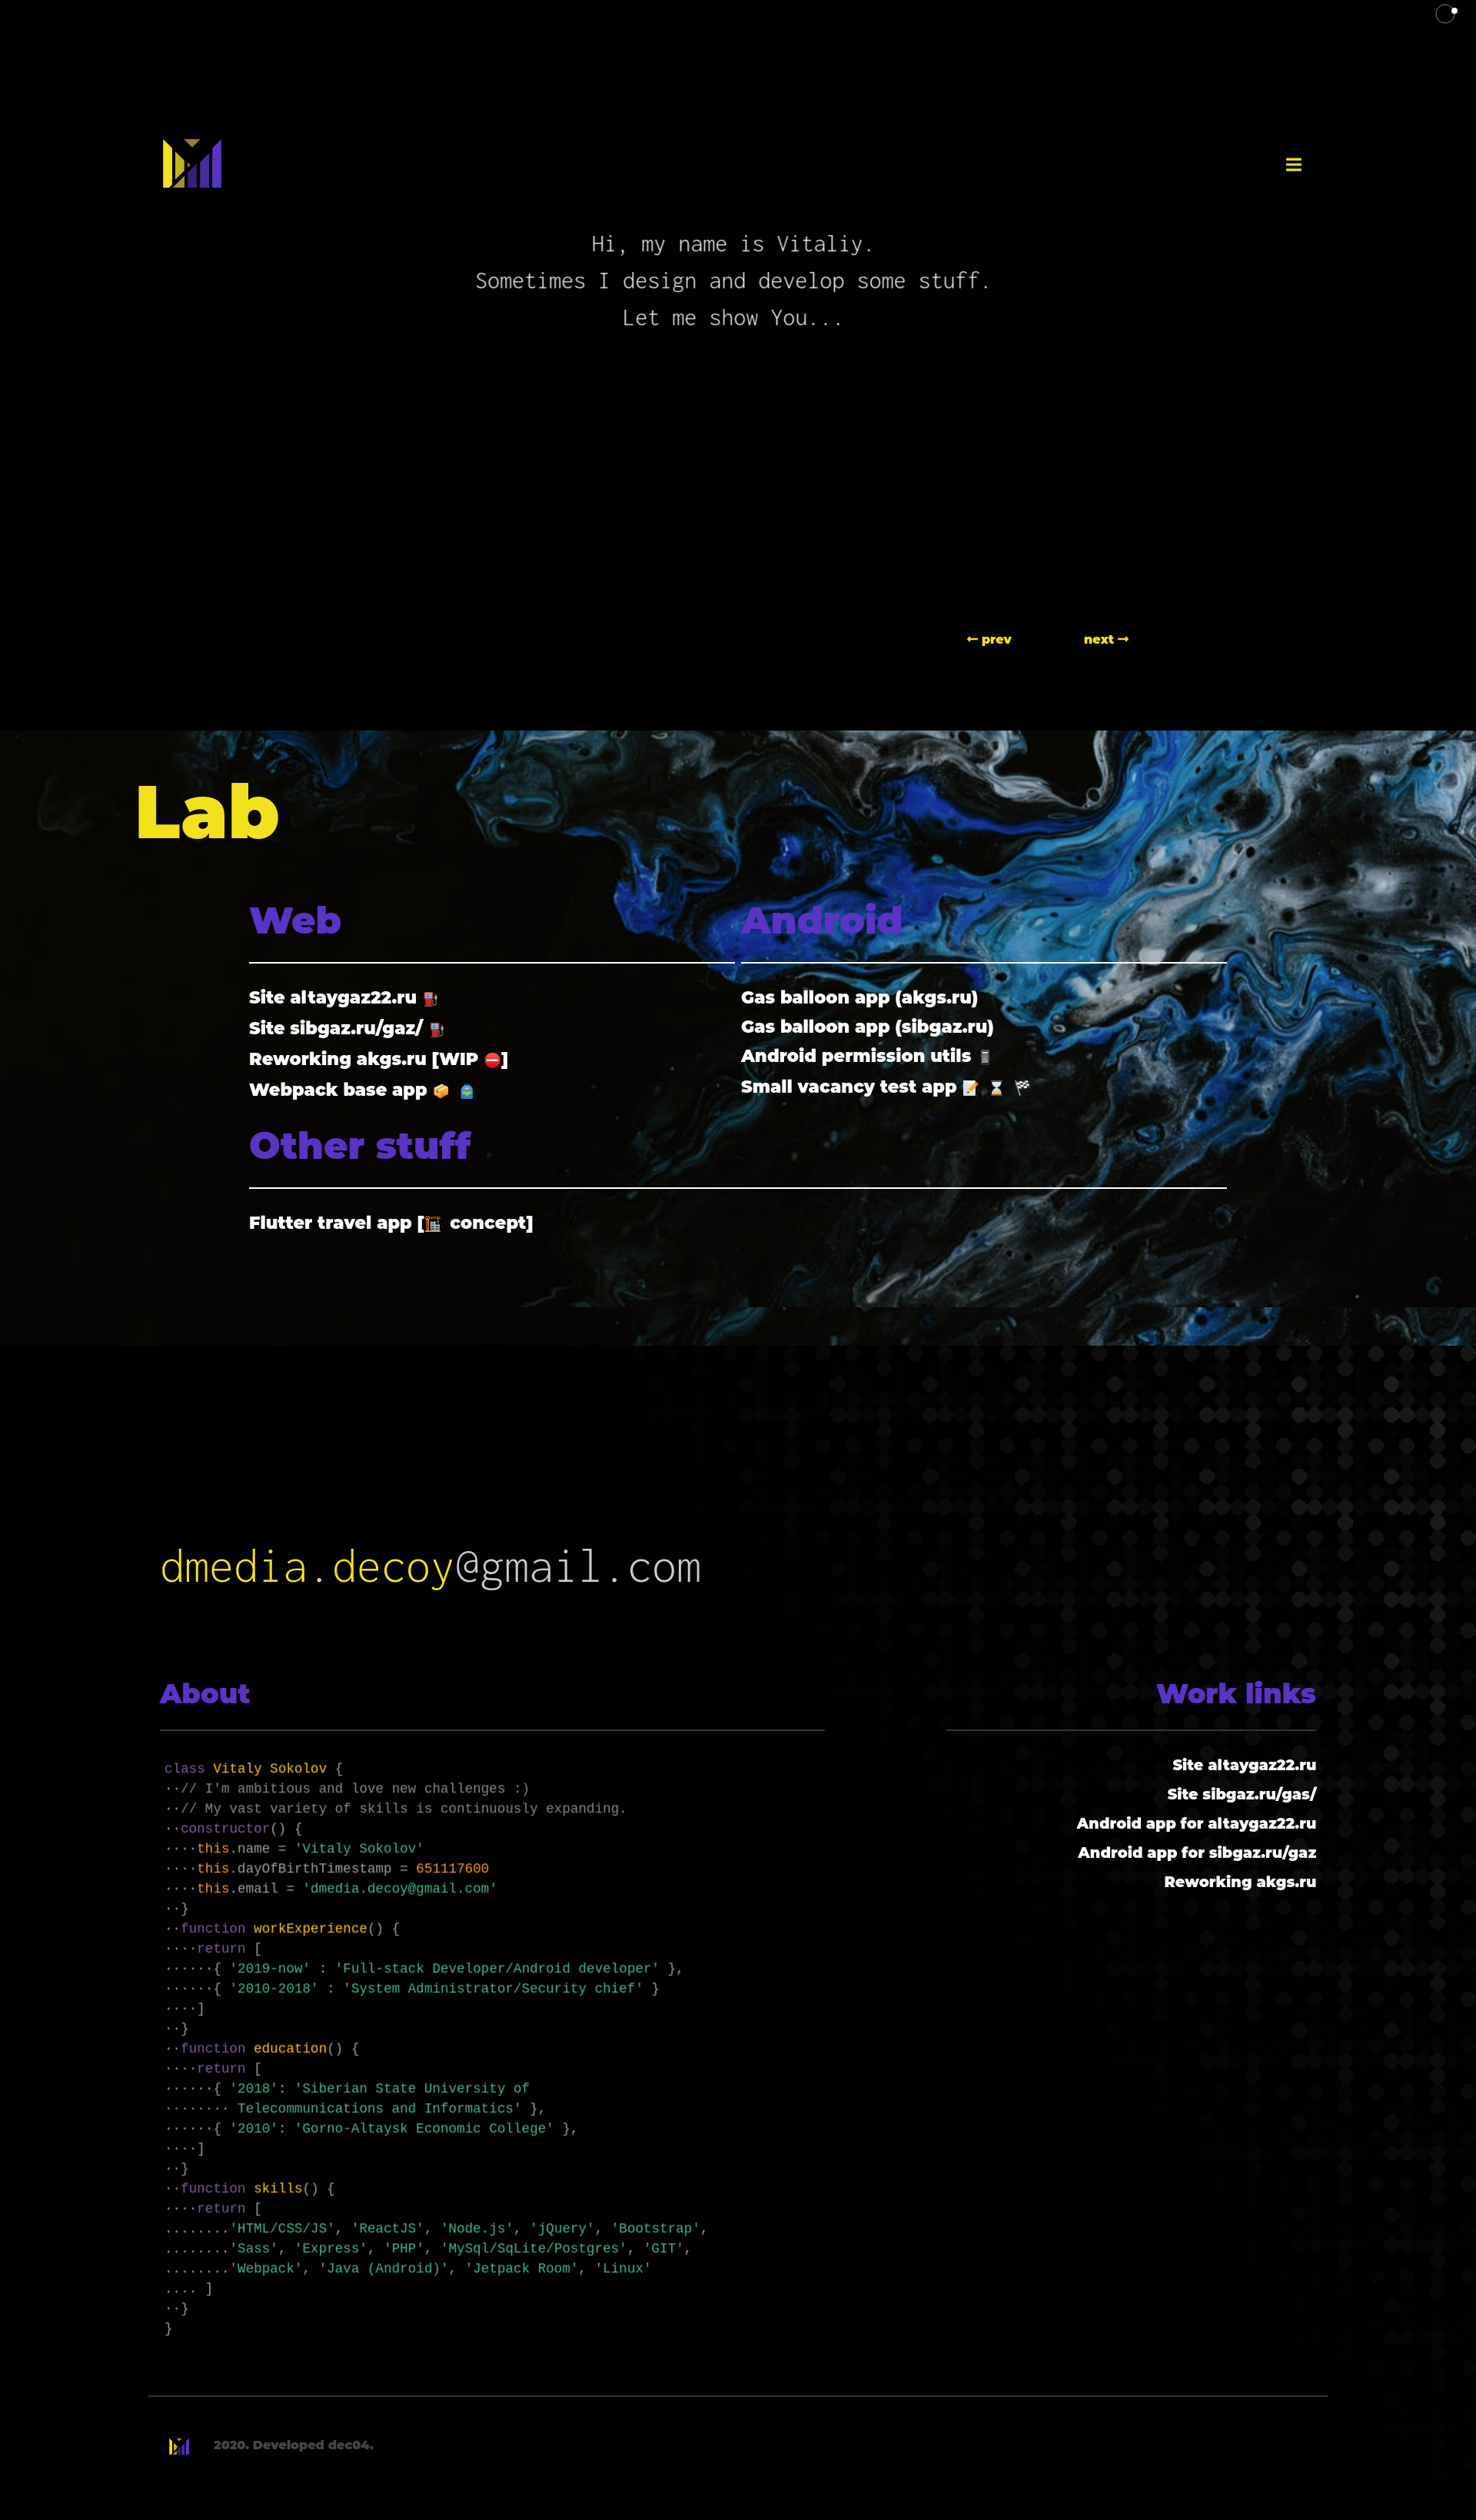 Hi, my name is Vitaliy.
Sometimes I design and develop some stuff.
Let me show You...
← prev
next →
Lab
Web
Site altaygaz22.ru ⛽
Site sibgaz.ru/gaz/ ⛽
Reworking akgs.ru [WIP ⛔]
Webpack base app 📦 🎒
Android
Gas balloon app (akgs.ru)
Gas balloon app (sibgaz.ru)
Android permission utils 🎚
Small vacancy test app 📝 ⌛ 🏁
Other stuff
Flutter travel app [🏗 concept]
dmedia.decoy@gmail.com
About
class Vitaly Sokolov {
··// I'm ambitious and love new challenges :)
··// My vast variety of skills is continuously expanding.
··constructor() {
····this.name = 'Vitaly Sokolov'
····this.dayOfBirthTimestamp = 651117600
····this.email = 'dmedia.decoy@gmail.com'
··}
··function workExperience() {
····return [
······{ '2019-now' : 'Full-stack Developer/Android developer' },
······{ '2010-2018' : 'System Administrator/Security chief' }
····]
··}
··function education() {
····return [
······{ '2018': 'Siberian State University of
········ Telecommunications and Informatics' },
······{ '2010': 'Gorno-Altaysk Economic College' },
····]
··}
··function skills() {
····return [
........'HTML/CSS/JS', 'ReactJS', 'Node.js', 'jQuery', 'Bootstrap',
........'Sass', 'Express', 'PHP', 'MySql/SqLite/Postgres', 'GIT',
........'Webpack', 'Java (Android)', 'Jetpack Room', 'Linux'
.... ]
··}
}
Work links
Site altaygaz22.ru
Site sibgaz.ru/gas/
Android app for altaygaz22.ru
Android app for sibgaz.ru/gaz
Reworking akgs.ru
2020. Developed dec04.